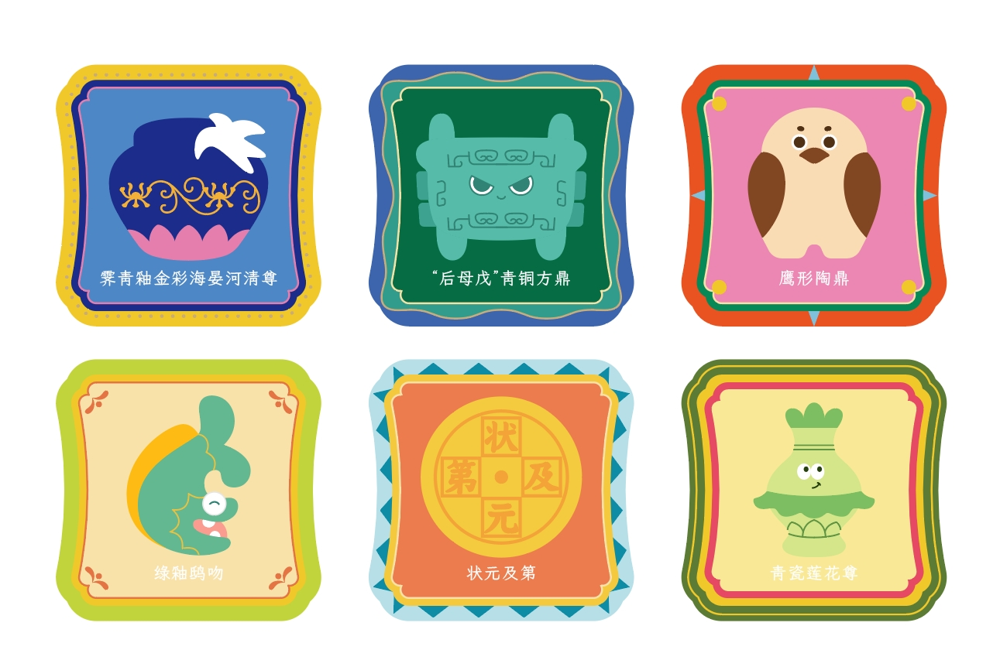 霁青釉金彩海晏河清尊
“后母戊”青铜方鼎
鹰形陶鼎
绿釉鸱吻
状
第 及
元
状元及第
青瓷莲花尊